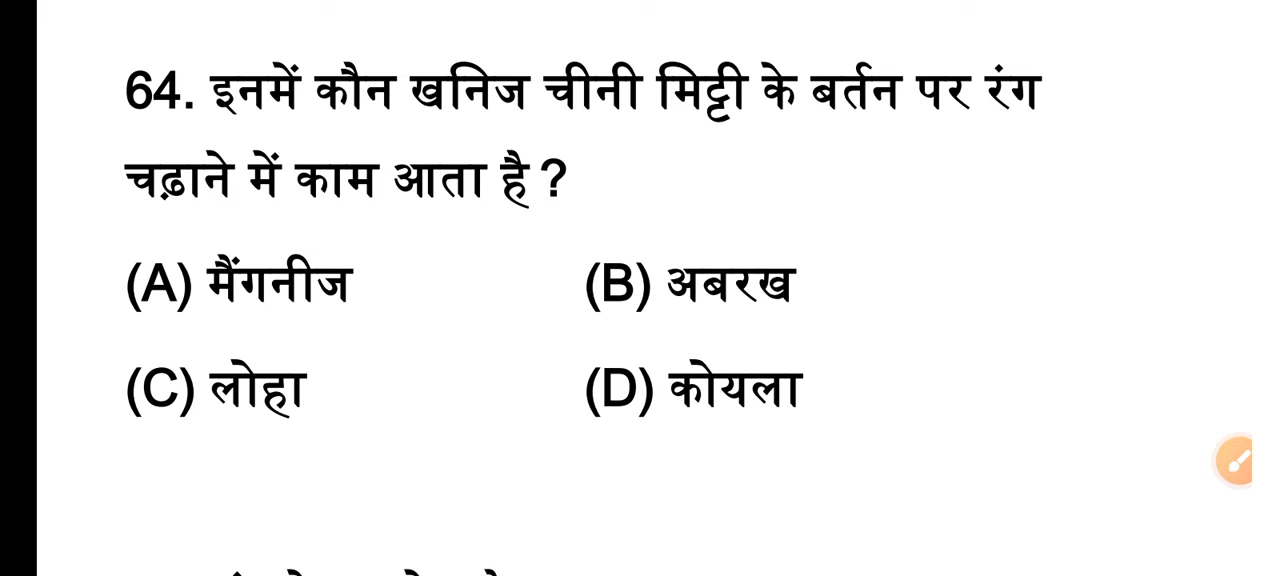 64. इनमें कौन खनिज चीनी मिट्टी के बर्तन पर रंग
चढ़ाने में काम आता है ?
(A) मैंगनीज (B) अबरख
(C) लोहा (D) कोयला